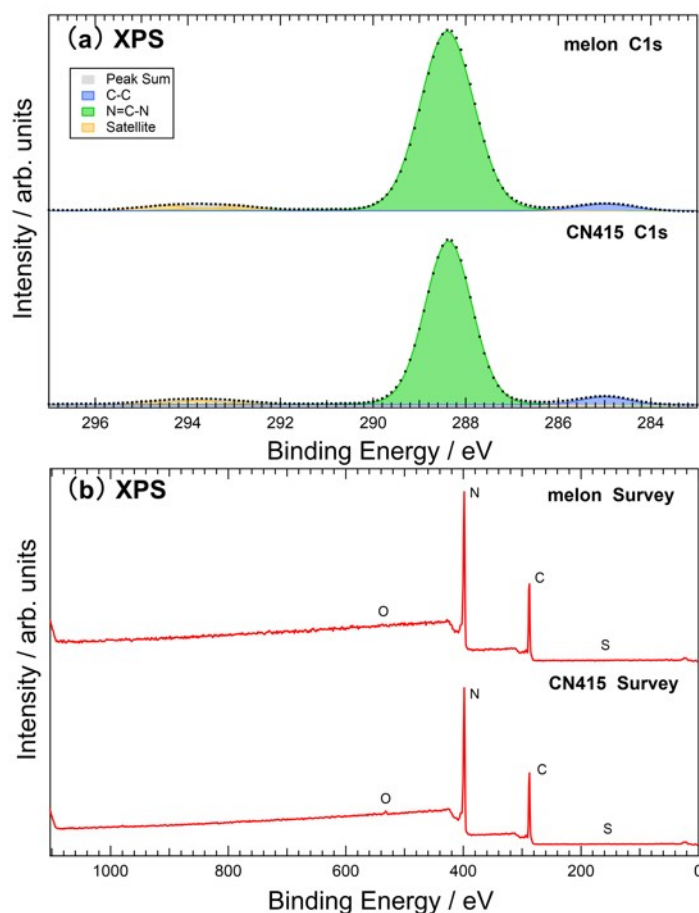 (a) XPS
melon C1s
Peak Sum
C-C
N=C-N
Satellite
CN415 C1s
Intensity / arb. units
296 294 292 290 288 286 284
Binding Energy / eV
(b) XPS
melon Survey
N
C
O
S
CN415 Survey
N
C
O
S
Intensity / arb. units
1000 800 600 400 200 0
Binding Energy / eV